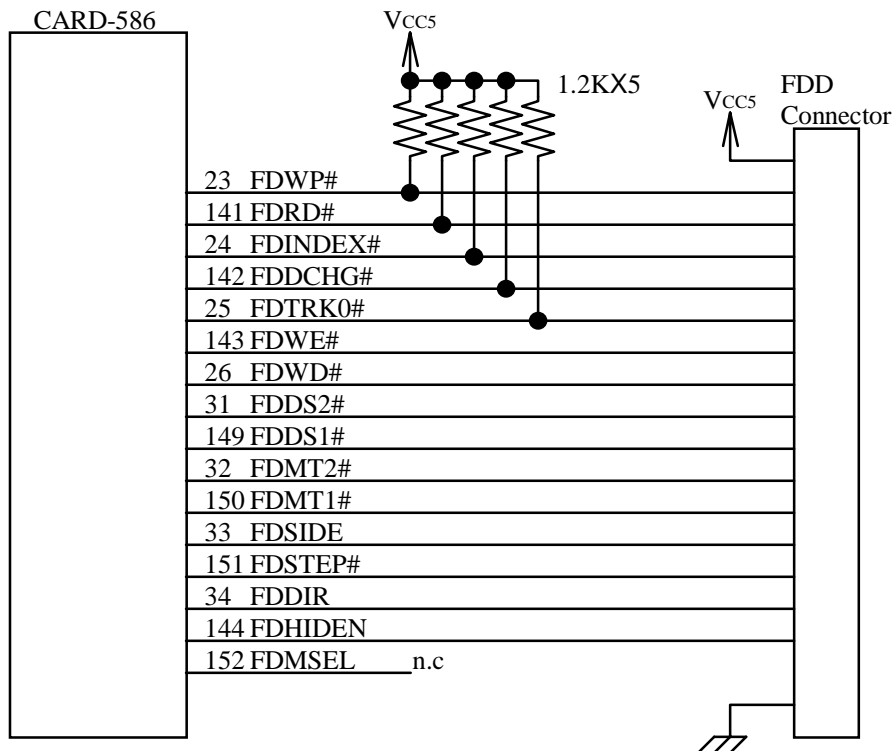 CARD-586
VCC5
1.2KX5
FDD
Connector
VCC5
23 FDWP#
141 FDRD#
24 FDINDEX#
142 FDDCHG#
25 FDTRK0#
143 FDWE#
26 FDWD#
31 FDDS2#
149 FDDS1#
32 FDMT2#
150 FDMT1#
33 FDSIDE
151 FDSTEP#
34 FDDIR
144 FDHIDEN
152 FDMSEL n.c